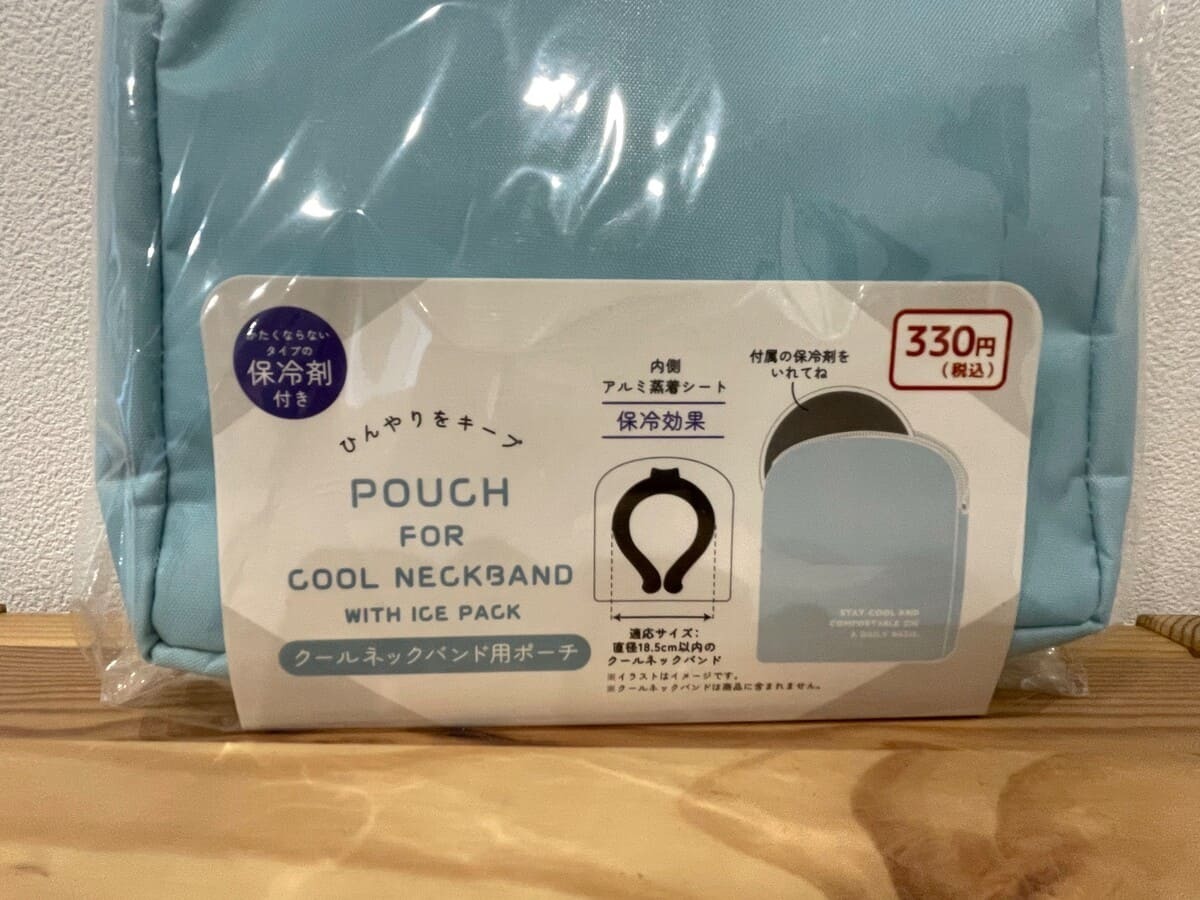 かたくならない
タイプの
保冷剤
付き
ひんやりをキープ
POUCH
FOR
COOL NECKBAND
WITH ICE PACK
クールネックバンド用ポーチ
内側
アルミ蒸着シート
保冷効果
適応サイズ:
直径18.5cm以内の
クールネックバンド
※イラストはイメージです。
※クールネックバンドは商品に含まれません。
付属の保冷剤を
いれてね
330円
(税込)
STAY COOL AND
COMFORTABLE ON
A DAILY BASIS.